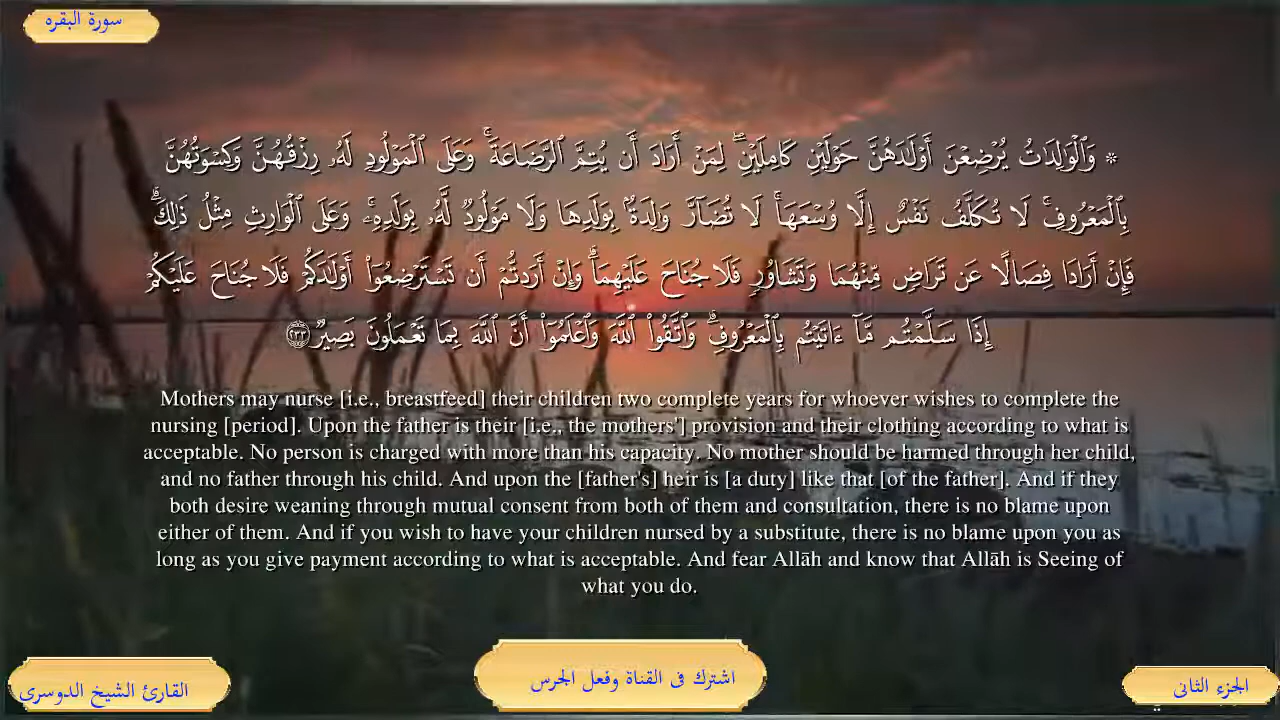 سورة البقره
* وَٱلْوَٰلِدَٰتُ يُرْضِعْنَ أَوْلَٰدَهُنَّ حَوْلَيْنِ كَامِلَيْنِۖ لِمَنْ أَرَادَ أَن يُتِمَّ ٱلرَّضَاعَةَۚ وَعَلَى ٱلْمَوْلُودِ لَهُۥ رِزْقُهُنَّ وَكِسْوَتُهُنَّ
بِٱلْمَعْرُوفِۚ لَا تُكَلَّفُ نَفْسٌ إِلَّا وُسْعَهَاۚ لَا تُضَآرَّ وَٰلِدَةٌۢ بِوَلَدِهَا وَلَا مَوْلُودٌ لَّهُۥ بِوَلَدِهِۦۚ وَعَلَى ٱلْوَارِثِ مِثْلُ ذَٰلِكَۗ
فَإِنْ أَرَادَا فِصَالًا عَن تَرَاضٍ مِّنْهُمَا وَتَشَاوُرٍ فَلَا جُنَاحَ عَلَيْهِمَاۗ وَإِنْ أَرَدتُّمْ أَن تَسْتَرْضِعُوٓا۟ أَوْلَٰدَكُمْ فَلَا جُنَاحَ عَلَيْكُمْ
إِذَا سَلَّمْتُم مَّآ ءَاتَيْتُم بِٱلْمَعْرُوفِۗ وَٱتَّقُوا۟ ٱللَّهَ وَٱعْلَمُوٓا۟ أَنَّ ٱللَّهَ بِمَا تَعْمَلُونَ بَصِيرٌ ٢٣٣
Mothers may nurse [i.e., breastfeed] their children two complete years for whoever wishes to complete the
nursing [period]. Upon the father is their [i.e., the mothers'] provision and their clothing according to what is
acceptable. No person is charged with more than his capacity. No mother should be harmed through her child,
and no father through his child. And upon the [father's] heir is [a duty] like that [of the father]. And if they
both desire weaning through mutual consent from both of them and consultation, there is no blame upon
either of them. And if you wish to have your children nursed by a substitute, there is no blame upon you as
long as you give payment according to what is acceptable. And fear Allāh and know that Allāh is Seeing of
what you do.
القارئ الشيخ الدوسرى
اشترك فى القناة وفعل الجرس
الجزء الثانى